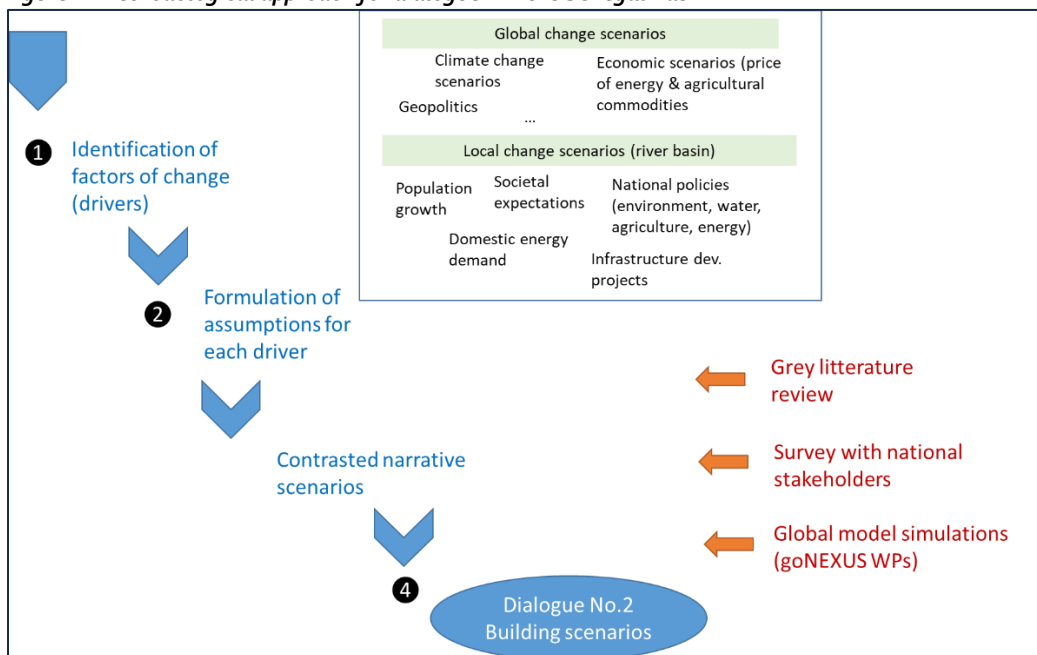 Global change scenarios
Climate change
scenarios
Economic scenarios (price
of energy & agricultural
commodities
Geopolitics
...
Local change scenarios (river basin)
Population
growth
Societal
expectations
National policies
(environment, water,
agriculture, energy)
Domestic energy
demand
Infrastructure dev.
projects
1
Identification of
factors of change
(drivers)
2
Formulation of
assumptions for
each driver
Grey litterature
review
Contrasted narrative
scenarios
Survey with national
stakeholders
Global model simulations
(goNEXUS WPs)
4
Dialogue No.2
Building scenarios